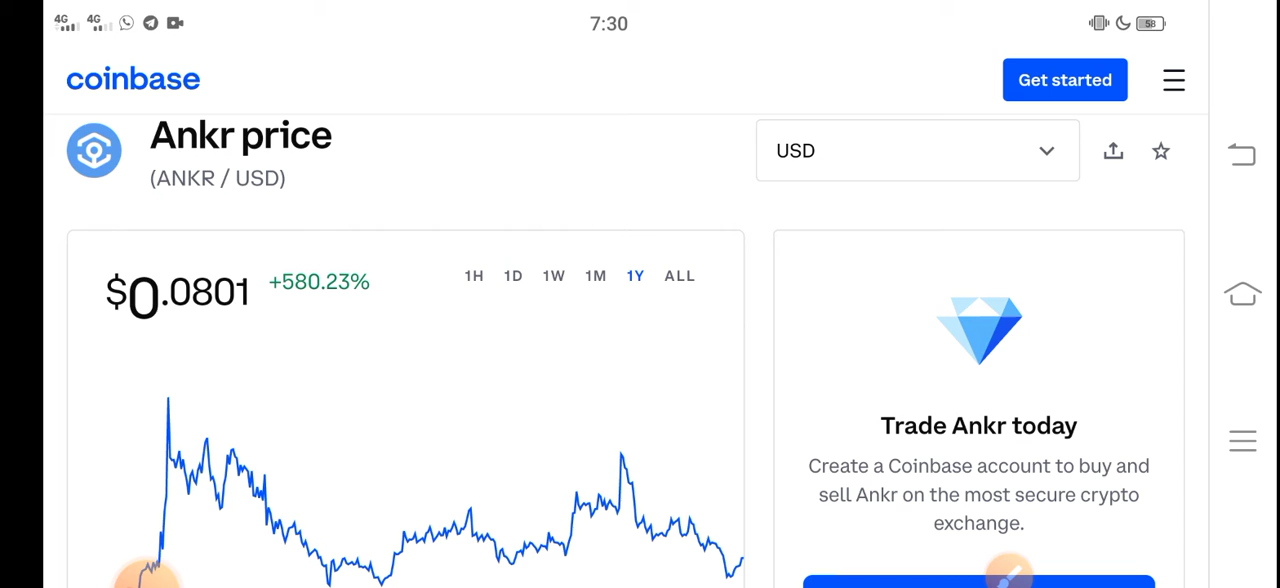 4G 4G 7:30 58
coinbase Get started
Ankr price
(ANKR / USD)
USD
$0.0801 +580.23% 1H 1D 1W 1M 1Y ALL
Trade Ankr today
Create a Coinbase account to buy and
sell Ankr on the most secure crypto
exchange.